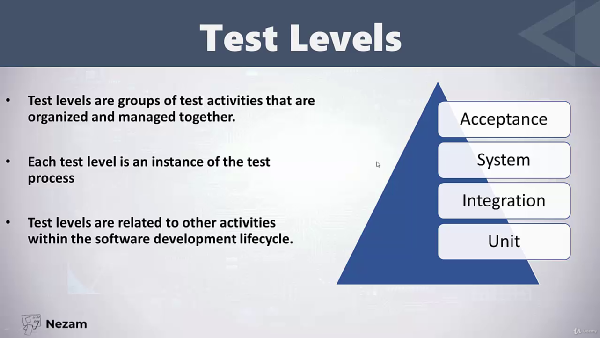 Test Levels
• Test levels are groups of test activities that are
organized and managed together.
• Each test level is an instance of the test
process
• Test levels are related to other activities
within the software development lifecycle.
Acceptance
System
Integration
Unit
Nezam